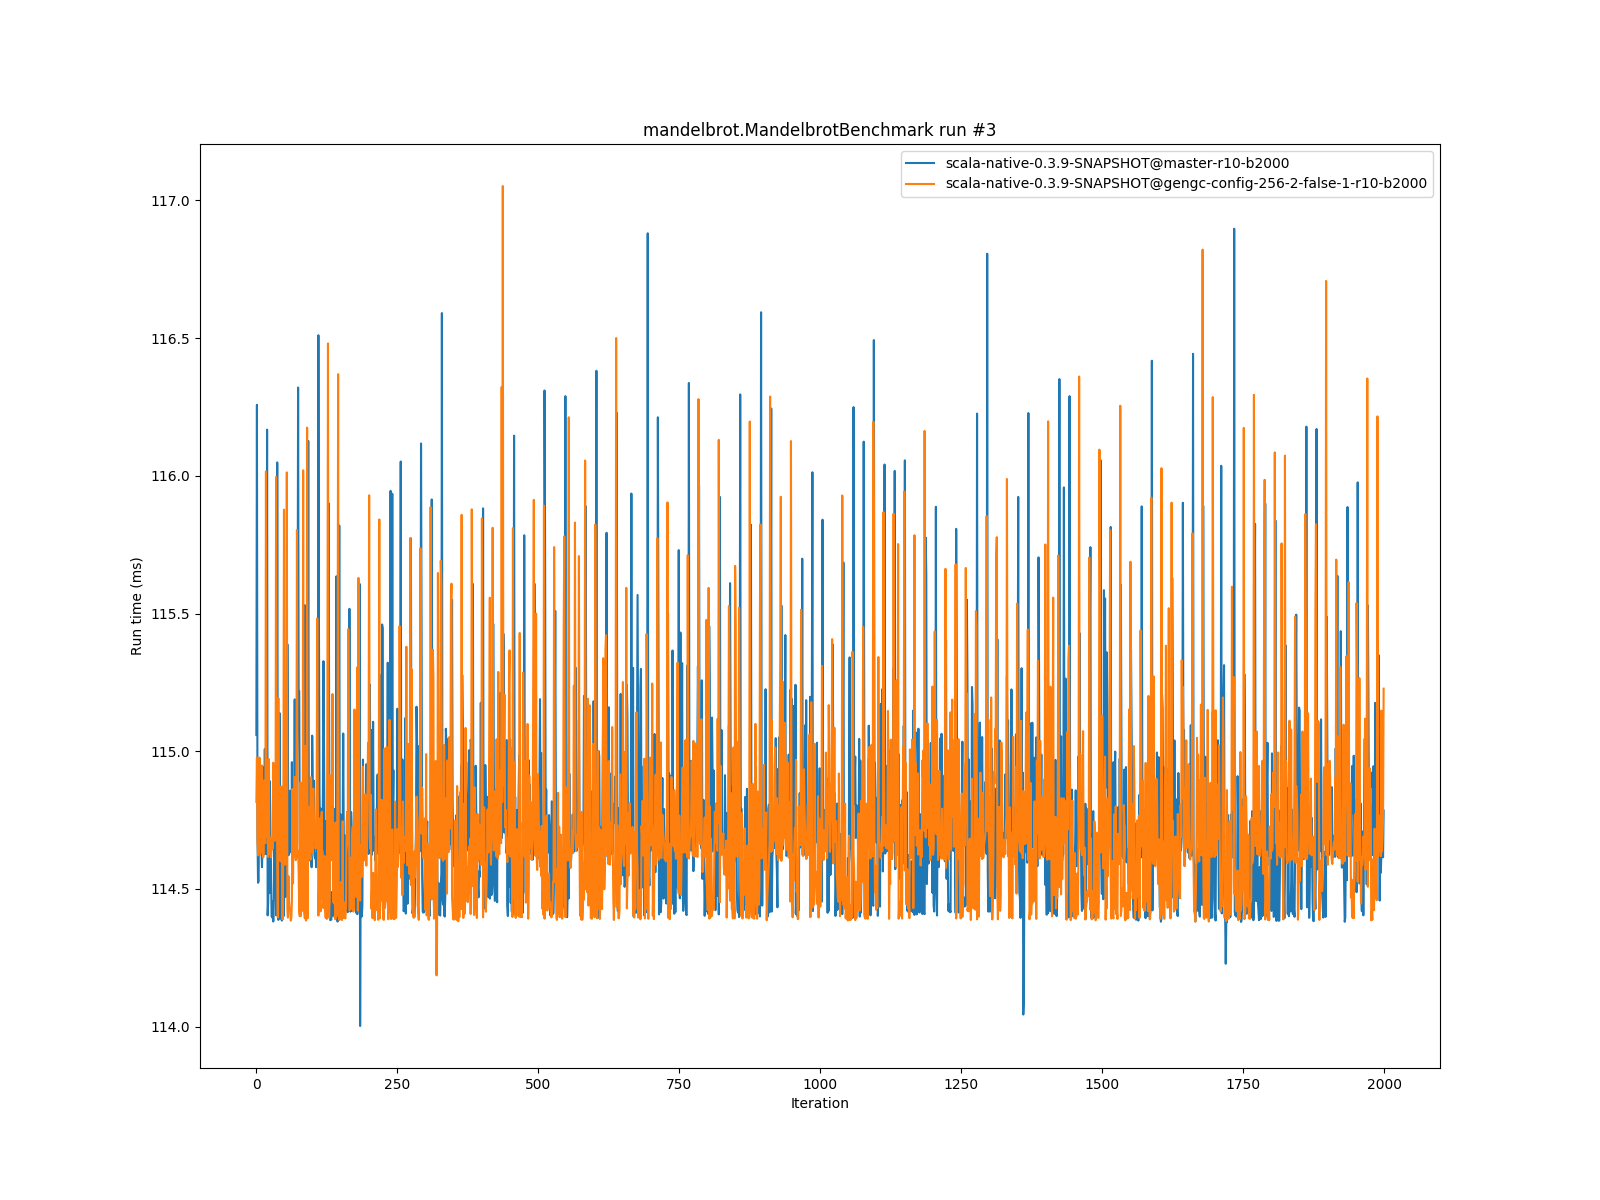 mandelbrot.MandelbrotBenchmark run #3
scala-native-0.3.9-SNAPSHOT@master-r10-b2000
scala-native-0.3.9-SNAPSHOT@gengc-config-256-2-false-1-r10-b2000
117.0
116.5
116.0
115.5
115.0
114.5
114.0
Run time (ms)
0 250 500 750 1000 1250 1500 1750 2000
Iteration